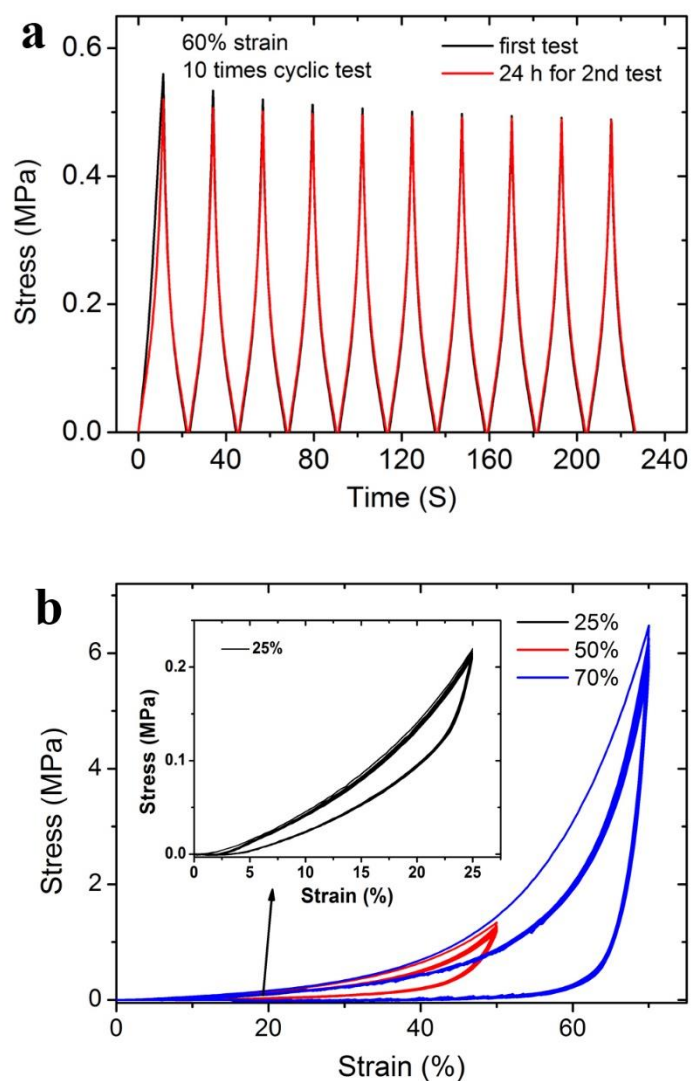 a
60% strain
10 times cyclic test
first test
24 h for 2nd test
0.6
0.4
0.2
0.0
Stress (MPa)
0 40 80 120 160 200 240
Time (S)
b
25%
50%
70%
6
4
2
0
Stress (MPa)
25%
0.2
0.1
0.0
Stress (MPa)
0 5 10 15 20 25
Strain (%)
0 20 40 60
Strain (%)